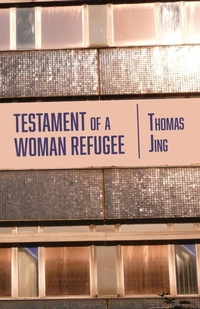 TESTAMENT OF A
WOMAN REFUGEE
THOMAS
JING